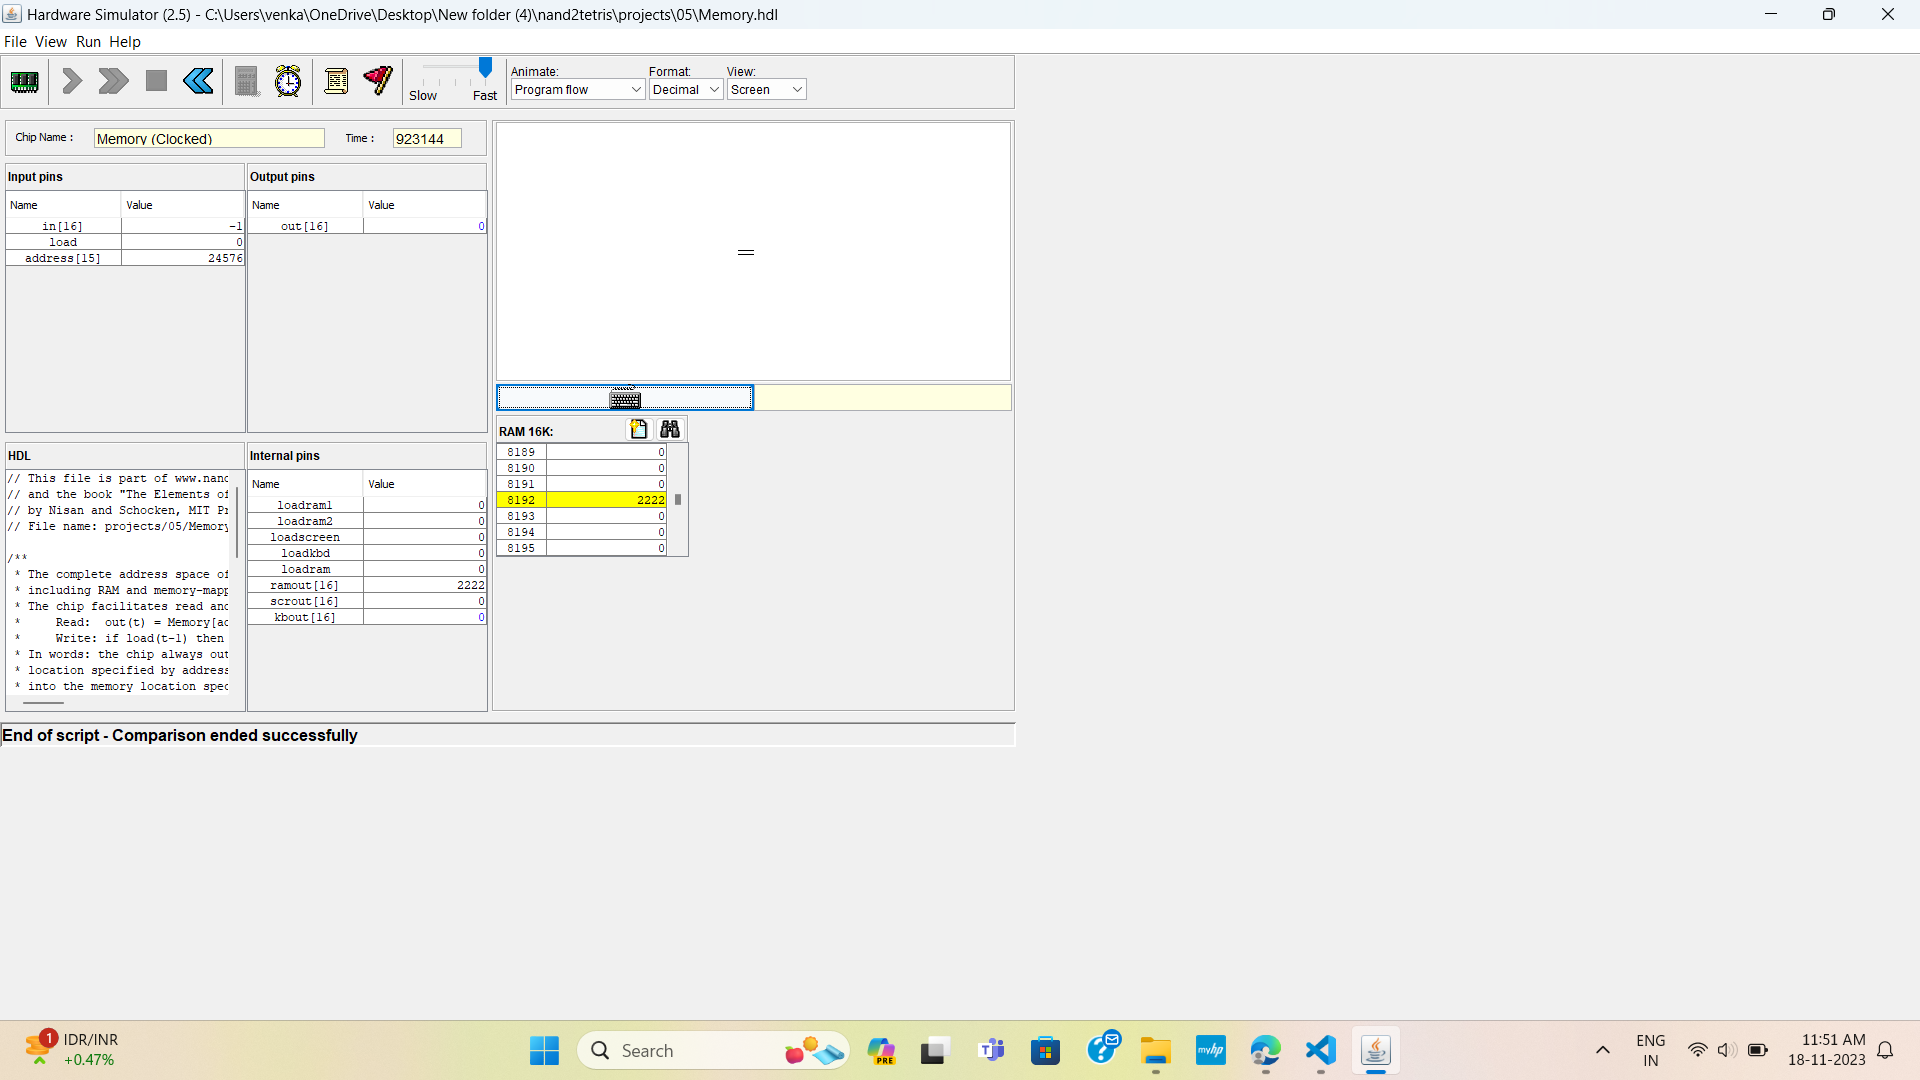 Hardware Simulator (2.5) - C:\Users\venka\OneDrive\Desktop\New folder (4)\nand2tetris\projects\05\Memory.hdl
File View Run Help
Slow Fast
Animate: Format: View:
Program flow Decimal Screen
Chip Name : Memory (Clocked) Time : 923144
Input pins
Name Value
in[16] -1
load 0
address[15] 24576
Output pins
Name Value
out[16] 0
HDL
// This file is part of www.nand
// and the book "The Elements of
// by Nisan and Schocken, MIT Pr
// File name: projects/05/Memory
/**
* The complete address space of
* including RAM and memory-mapp
* The chip facilitates read and
* Read: out(t) = Memory[ad
* Write: if load(t-1) then
* In words: the chip always out
* location specified by address
* into the memory location spec
Internal pins
Name Value
loadram1 0
loadram2 0
loadscreen 0
loadkbd 0
loadram 0
ramout[16] 2222
scrout[16] 0
kbout[16] 0
RAM 16K:
8189 0
8190 0
8191 0
8192 2222
8193 0
8194 0
8195 0
End of script - Comparison ended successfully
1
IDR/INR
+0.47%
Search
PRE
myhp
ENG
IN
11:51 AM
18-11-2023